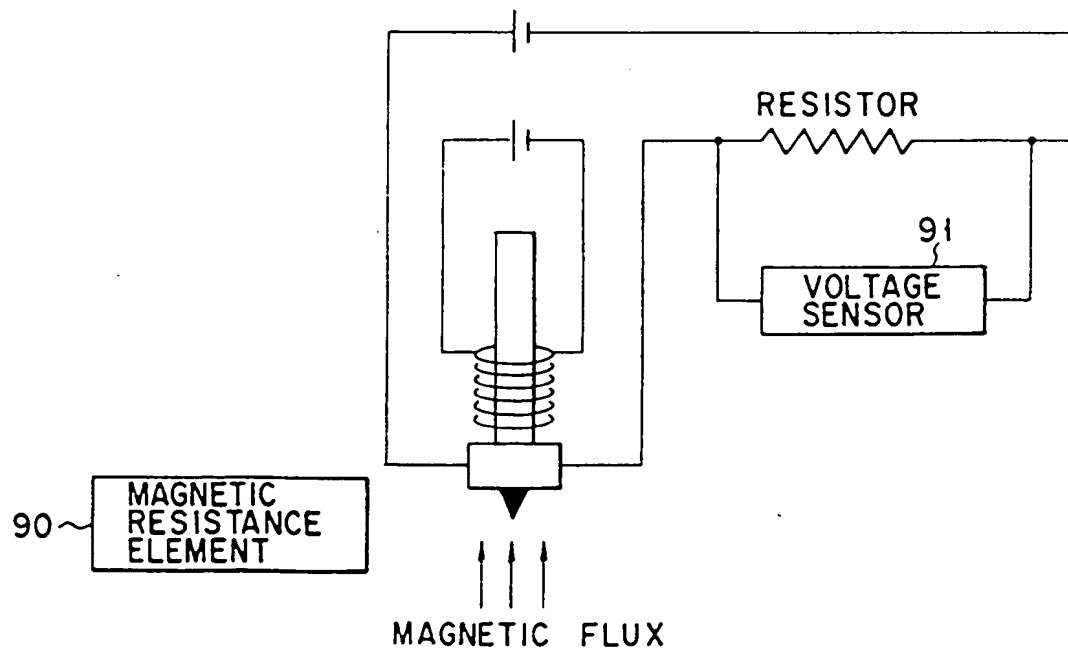 RESISTOR
91
VOLTAGE
SENSOR
90
MAGNETIC
RESISTANCE
ELEMENT
MAGNETIC FLUX